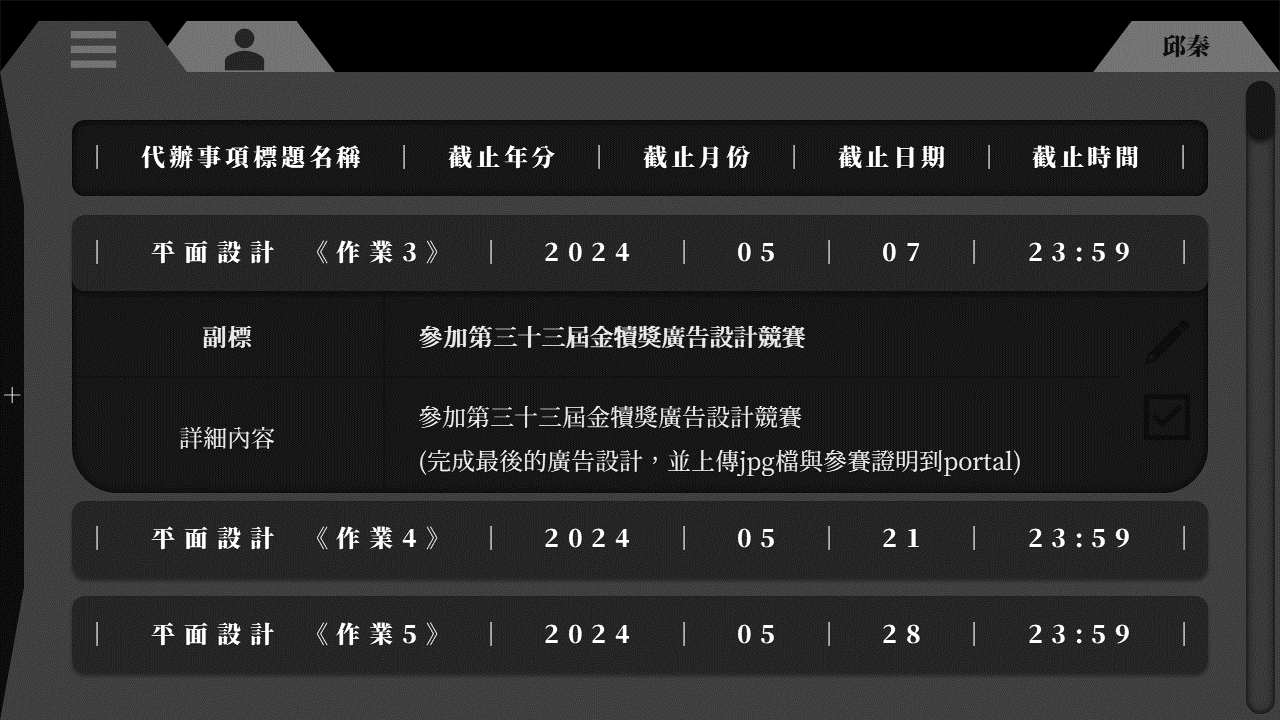 邱秦
| 代辦事項標題名稱 | 截止年分 | 截止月份 | 截止日期 | 截止時間 |
| 平面設計 《作業3》 | 2024 | 05 | 07 | 23:59 |
副標 參加第三十三屆金犢獎廣告設計競賽
詳細內容 參加第三十三屆金犢獎廣告設計競賽
(完成最後的廣告設計，並上傳jpg檔與參賽證明到portal)
| 平面設計 《作業4》 | 2024 | 05 | 21 | 23:59 |
| 平面設計 《作業5》 | 2024 | 05 | 28 | 23:59 |